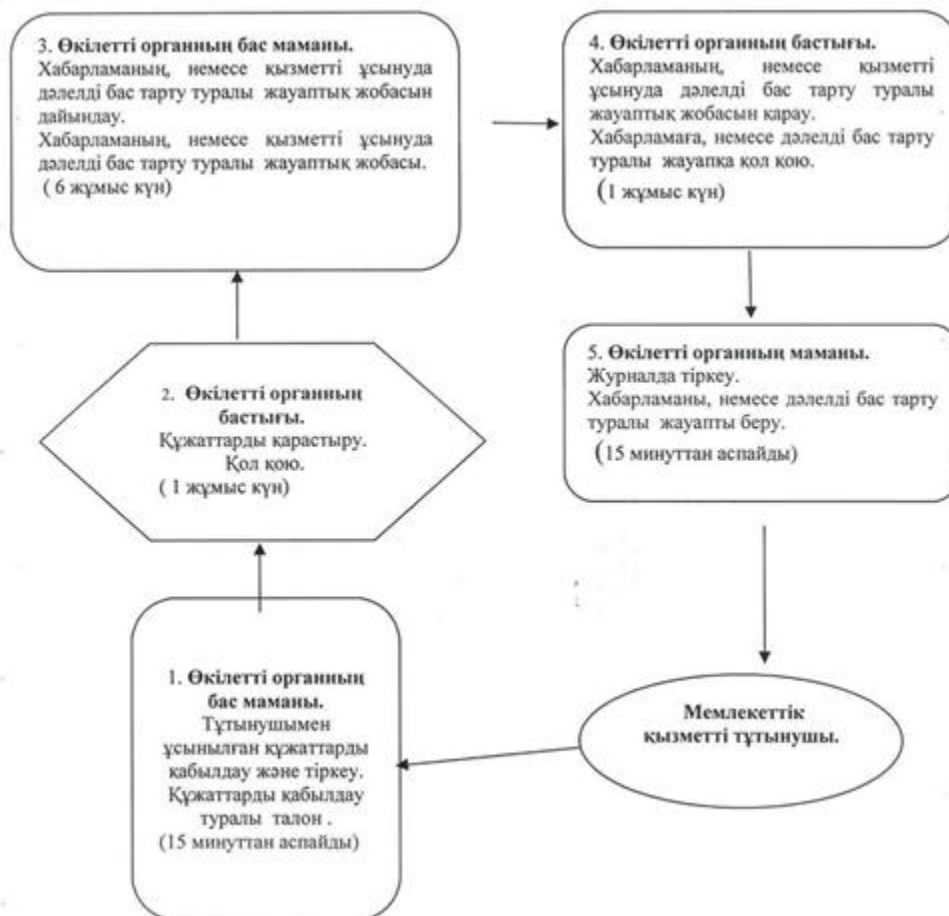 3. Өкілетті органның бас маманы.
Хабарламаның, немесе қызметті ұсынуда
дәлелді бас тарту туралы жауаптық жобасын
дайындау.
Хабарламаның, немесе қызметті ұсынуда
дәлелді бас тарту туралы жауаптық жобасы.
( 6 жұмыс күн)
4. Өкілетті органның бастығы.
Хабарламаның, немесе қызметті
ұсынуда дәлелді бас тарту туралы
жауаптық жобасын қарау.
Хабарламаға, немесе дәлелді бас тарту
туралы жауапқа қол қою.
(1 жұмыс күн)
2. Өкілетті органның
бастығы.
Құжаттарды қарастыру.
Қол қою.
( 1 жұмыс күн)
5. Өкілетті органның маманы.
Журналда тіркеу.
Хабарламаны, немесе дәлелді бас тарту
туралы жауапты беру.
(15 минуттан аспайды)
1. Өкілетті органның
бас маманы.
Тұтынушымен
ұсынылған құжаттарды
қабылдау және тіркеу.
Құжаттарды қабылдау
туралы талон .
(15 минуттан аспайды)
Мемлекеттік
қызметті тұтынушы.